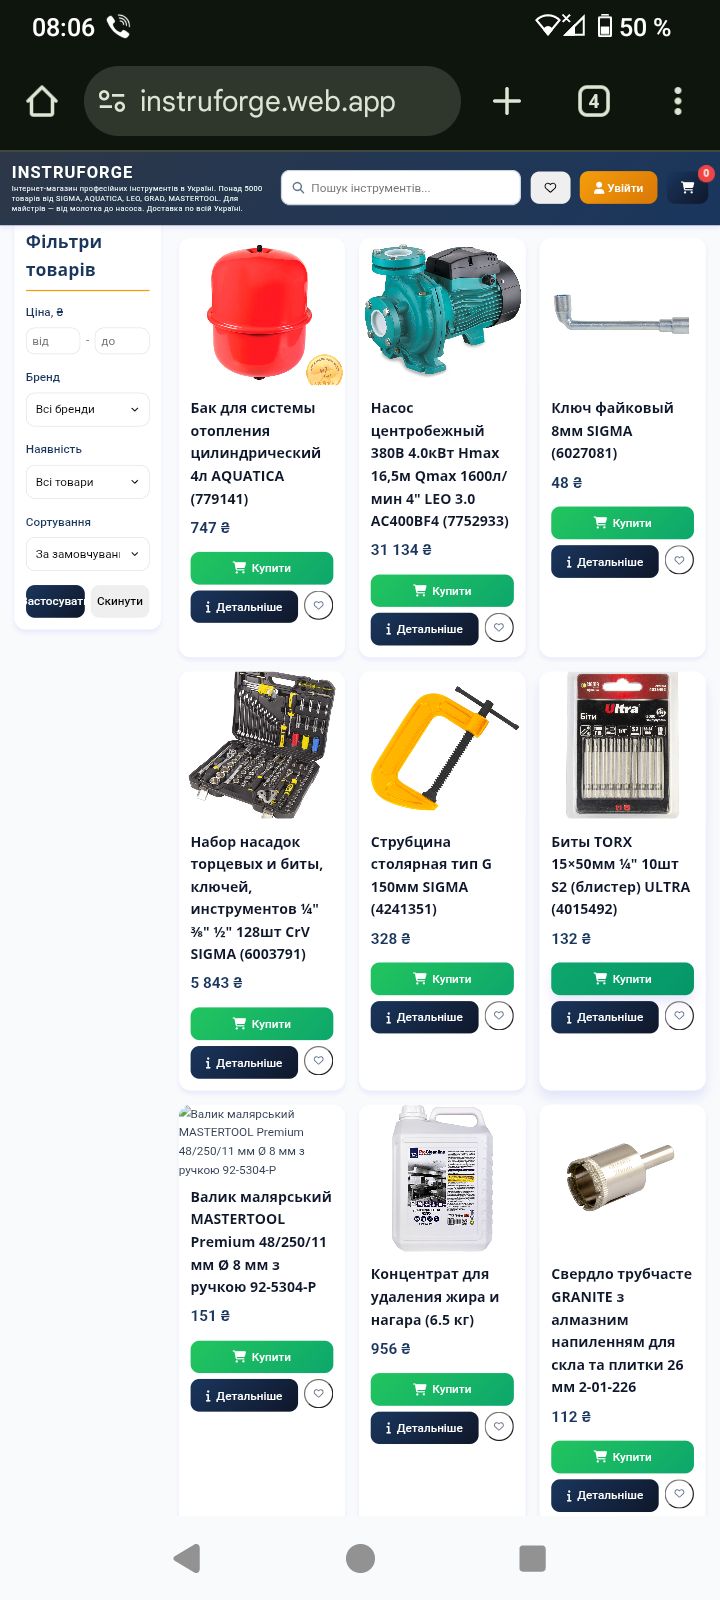 08:06
50 %
instruforge.web.app
4
INSTRUFORGE
Інтернет-магазин професійних інструментів в Україні. Понад 5000
товарів від SIGMA, AQUATICA, LEO, GRAD, MASTERTOOL. Для
майстрів — від молотка до насоса. Доставка по всій Україні.
Пошук інструментів...
Увійти
0
Фільтри
товарів
Ціна, ₴
від
-
до
Бренд
Всі бренди
Наявність
Всі товари
Сортування
За замовчуванн
Застосувати
Скинути
Бак для системы
отопления
цилиндрический
4л AQUATICA
(779141)
747 ₴
Купити
Детальніше
Насос
центробежный
380В 4.0кВт Hmax
16,5м Qmax 1600л/
мин 4" LEO 3.0
AC400BF4 (7752933)
31 134 ₴
Купити
Детальніше
Ключ файковый
8мм SIGMA
(6027081)
48 ₴
Купити
Детальніше
Набор насадок
торцевых и биты,
ключей,
инструментов ¼"
⅜" ½" 128шт CrV
SIGMA (6003791)
5 843 ₴
Купити
Детальніше
Струбцина
столярная тип G
150мм SIGMA
(4241351)
328 ₴
Купити
Детальніше
Ultra
Біти
Биты TORX
15×50мм ¼" 10шт
S2 (блистер) ULTRA
(4015492)
132 ₴
Купити
Детальніше
Валик малярський
MASTERTOOL Premium
48/250/11 мм Ø 8 мм з
ручкою 92-5304-P
Валик малярський
MASTERTOOL
Premium 48/250/11
мм Ø 8 мм з
ручкою 92-5304-P
151 ₴
Купити
Детальніше
Концентрат для
удаления жира и
нагара (6.5 кг)
956 ₴
Купити
Детальніше
Свердло трубчасте
GRANITE з
алмазним
напиленням для
скла та плитки 26
мм 2-01-226
112 ₴
Купити
Детальніше